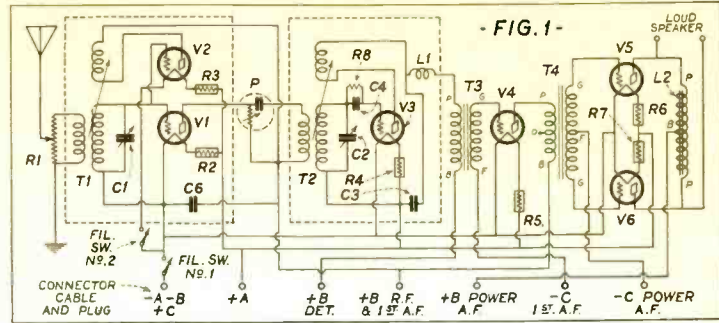 - FIG. 1 -
LOUD SPEAKER
V2
R3
R8
L1
C4
P
V3
T3
V4
T4
V5
L2
R6
R7
V1
R2
R1
T1
C1
C6
T2
C2
R4
C3
R5
V6
P
B
G
F
P
B
G
F
G
P
B
P
FIL. SW. Nº.2
FIL. SW. Nº.1
CONNECTOR CABLE AND PLUG
-A -B +C
+A
+B DET.
+B R.F. & 1ST A.F.
+B POWER A.F.
-C 1ST. A.F.
-C POWER A.F.